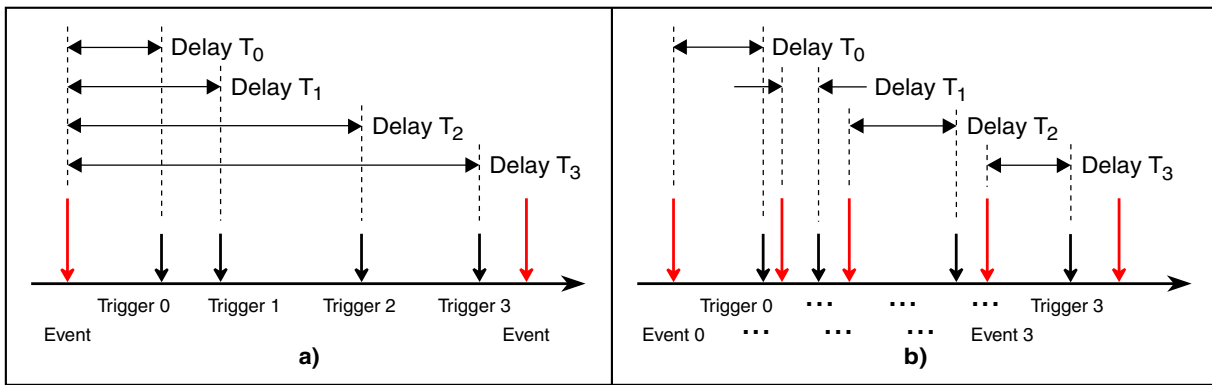 Delay T0
Delay T1
Delay T2
Delay T3
Trigger 0 Trigger 1 Trigger 2 Trigger 3
Event Event
a)
Delay T0
Delay T1
Delay T2
Delay T3
Trigger 0 ... ... ... Trigger 3
Event 0 ... ... ... Event 3
b)